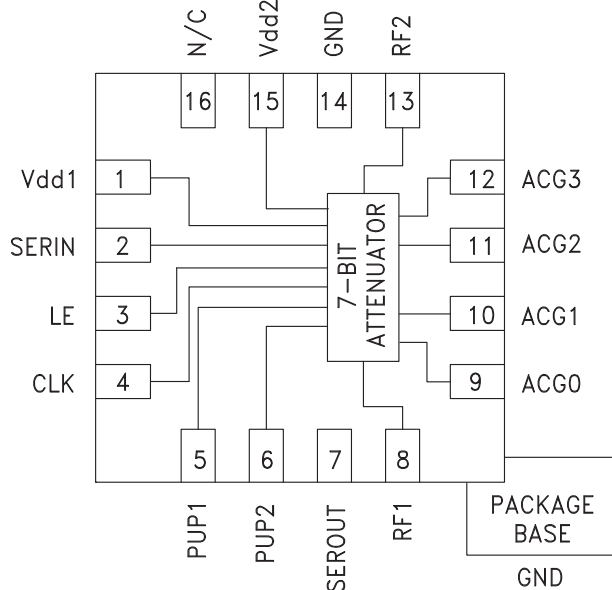 N/C
Vdd2
GND
RF2
16
15
14
13
Vdd1
1
12
ACG3
SERIN
2
11
ACG2
LE
3
10
ACG1
CLK
4
9
ACG0
7-BIT
ATTENUATOR
5
6
7
8
PUP1
PUP2
SEROUT
RF1
PACKAGE
BASE
GND